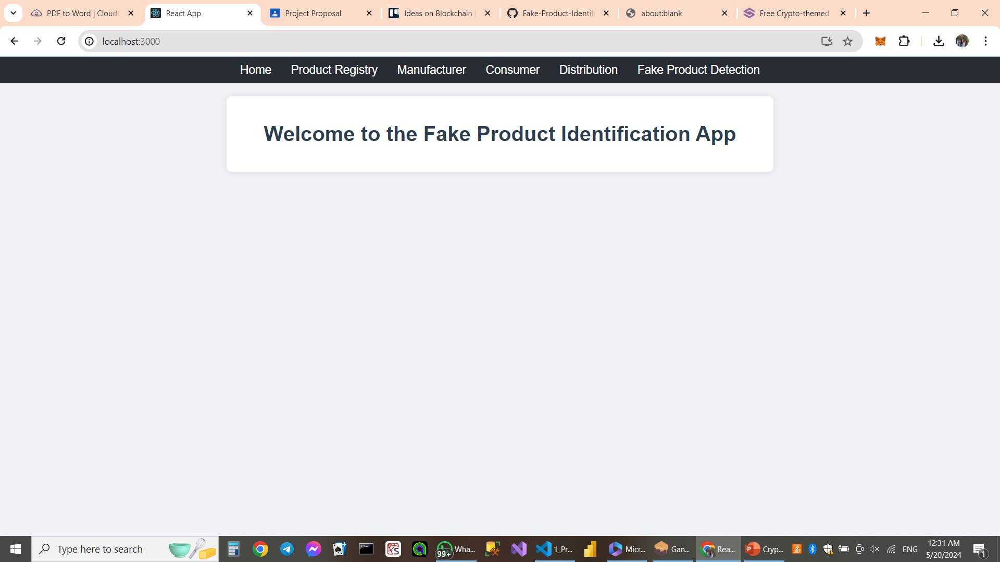 PDF to Word | Cloud
React App
Project Proposal
Ideas on Blockchain |
Fake-Product-Identifi
about:blank
Free Crypto-themed
localhost:3000
Home
Product Registry
Manufacturer
Consumer
Distribution
Fake Product Detection
Welcome to the Fake Product Identification App
Type here to search
99+
Wha...
1_Pr...
Micr...
Gan...
Rea...
Cryp...
ENG
12:31 AM
5/20/2024
1